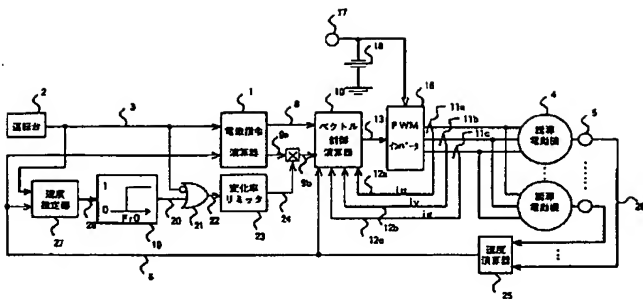 17
18
2
運転台
3
1
電流指令
演算器
8
9a
9b
10
ベクトル
制御
演算器
13
16
PWM
インバータ
11a
11b
11c
4
誘導
電動機
5
誘導
電動機
12a
12b
12c
iu
iv
速度
推定器
27
28
1
0
Fr0
19
20
21
22
変化率
リミッタ
23
24
速度
演算器
25
26
6